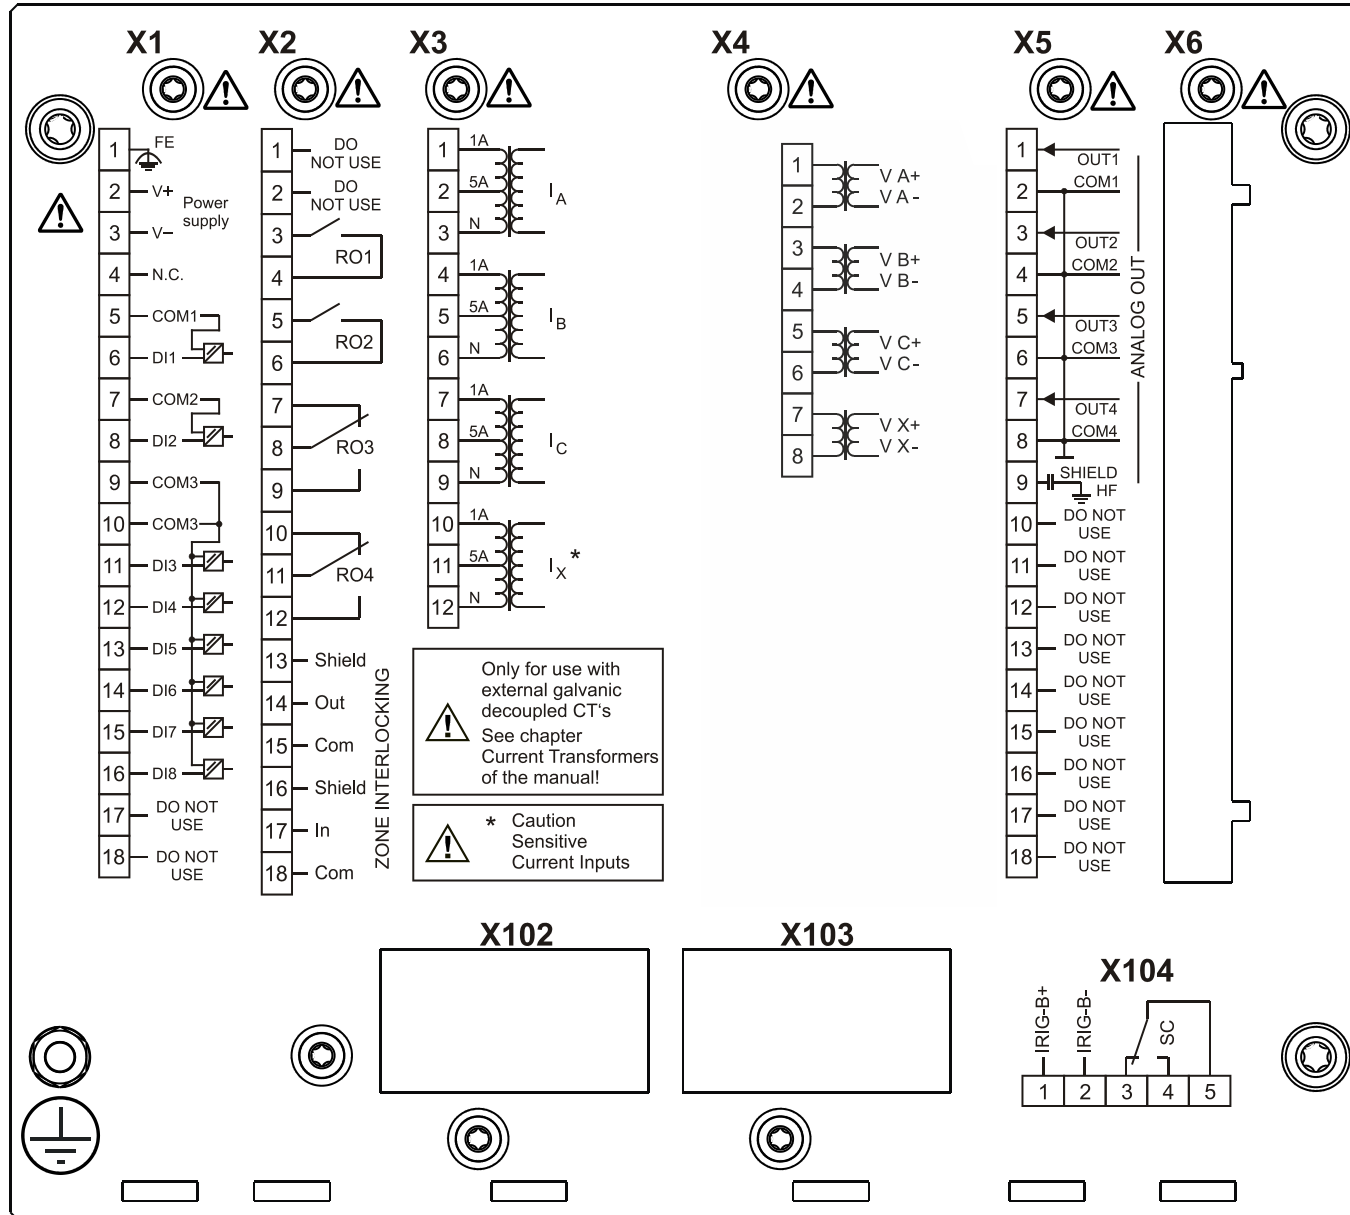 X1
X2
X3
X4
X5
X6
1 FE
2 V+
Power supply
3 V–
4 N.C.
5 COM1
6 DI1
7 COM2
8 DI2
9 COM3
10 COM3
11 DI3
12 DI4
13 DI5
14 DI6
15 DI7
16 DI8
17 DO NOT
USE
18 DO NOT
USE
1 DO
NOT USE
2 DO
NOT USE
3
RO1
4
5
RO2
6
7
8 RO3
9
10
11 RO4
12
13 Shield
14 Out
15 Com
16 Shield
17 In
18 Com
ZONE INTERLOCKING
1 1A
2 5A I A
3 N
4 1A
5 5A I B
6 N
7 1A
8 5A I C
9 N
10 1A
11 5A I X *
12 N
Only for use with
external galvanic
decoupled CT‘s
See chapter
Current Transformers
of the manual!
* Caution
Sensitive
Current Inputs
1 V A+
2 V A-
3 V B+
4 V B-
5 V C+
6 V C-
7 V X+
8 V X-
1 OUT1
2 COM1
3 OUT2
4 COM2
5 OUT3
6 COM3
7 OUT4
8 COM4
ANALOG OUT
9 SHIELD
HF
10 DO NOT
USE
11 DO NOT
USE
12 DO NOT
USE
13 DO NOT
USE
14 DO NOT
USE
15 DO NOT
USE
16 DO NOT
USE
17 DO NOT
USE
18 DO NOT
USE
X102
X103
X104
IRIG-B+
IRIG-B-
SC
1 2 3 4 5